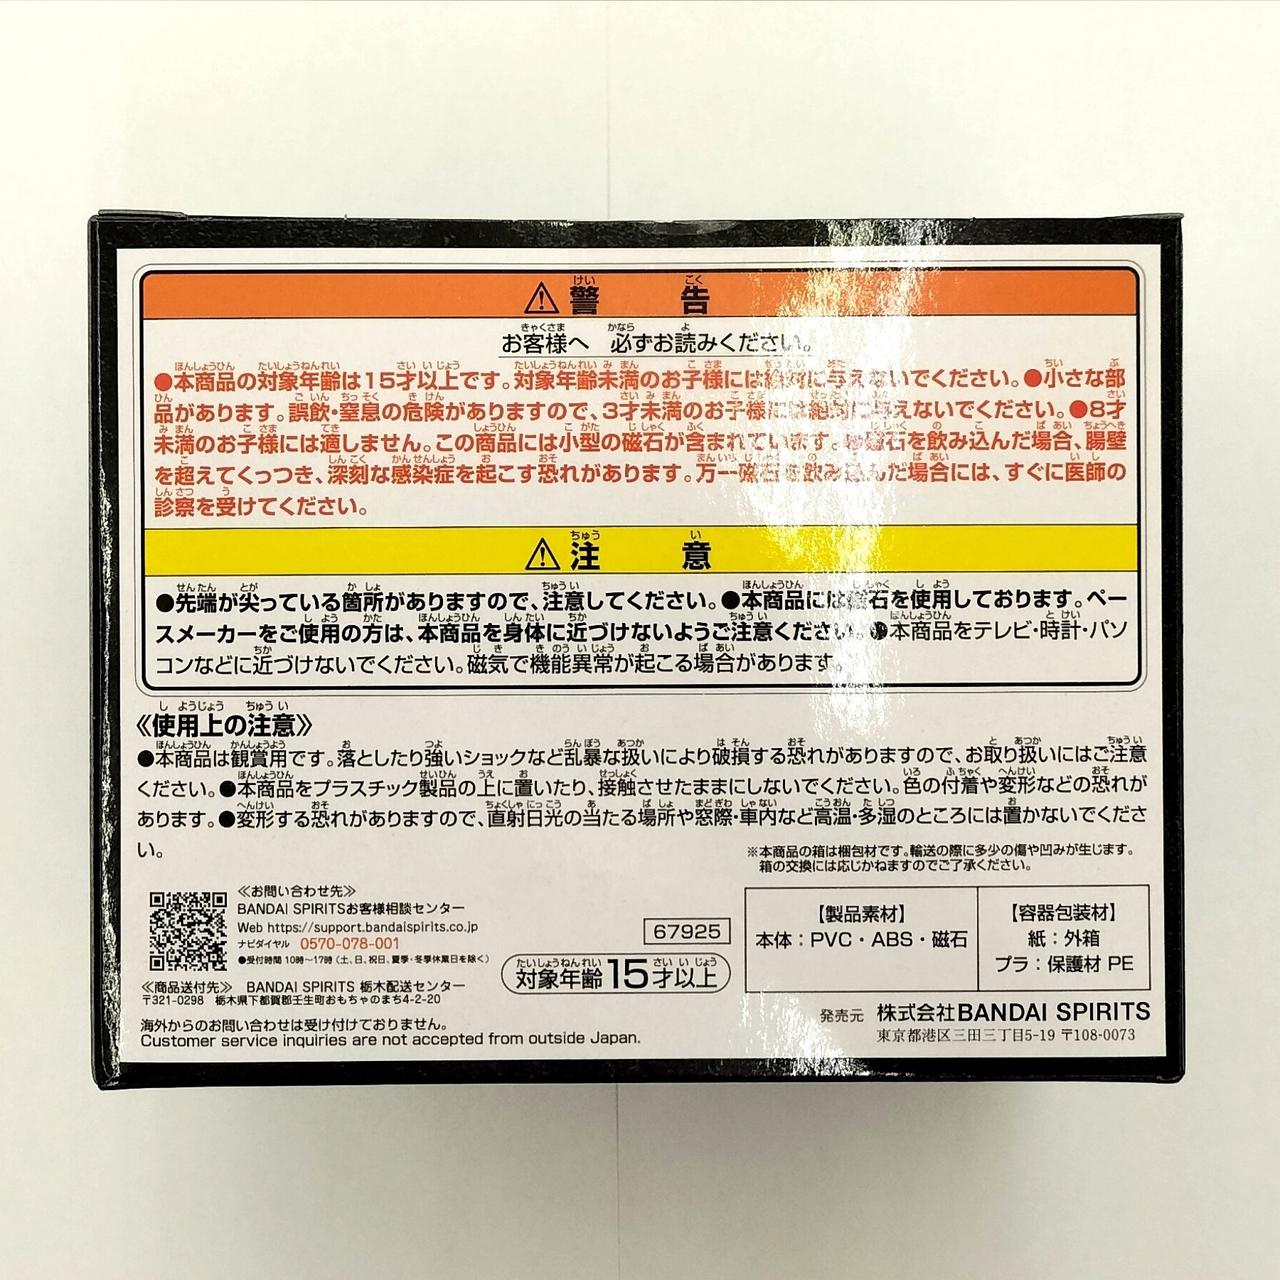 ⚠警告
お客様へ 必ずお読みください。
●本商品の対象年齢は15才以上です。対象年齢未満のお子様には絶対に与えないでください。●小さな部
品があります。誤飲・窒息の危険がありますので、3才未満のお子様には絶対に与えないでください。●8才
未満のお子様には適しません。この商品には小型の磁石が含まれています。●磁石を飲み込んだ場合、腸壁
を超えてくっつき、深刻な感染症を起こす恐れがあります。万一磁石を飲み込んだ場合には、すぐに医師の
診察を受けてください。
⚠注意
●先端が尖っている箇所がありますので、注意してください。●本商品には磁石を使用しております。ペー
スメーカーをご使用の方は、本商品を身体に近づけないようご注意ください。●本商品をテレビ・時計・パソ
コンなどに近づけないでください。磁気で機能異常が起こる場合があります。
《使用上の注意》
●本商品は観賞用です。落としたり強いショックなど乱暴な扱いにより破損する恐れがありますので、お取り扱いにはご注意
ください。●本商品をプラスチック製品の上に置いたり、接触させたままにしないでください。色の付着や変形などの恐れが
あります。●変形する恐れがありますので、直射日光の当たる場所や窓際・車内など高温・多湿のところには置かないでくださ
い。
※本商品の箱は梱包材です。輸送の際に多少の傷や凹みが生じます。
箱の交換には応じかねますのでご了承ください。
≪お問い合わせ先≫
BANDAI SPIRITSお客様相談センター
Web https://support.bandaispirits.co.jp
ナビダイヤル 0570-078-001
●受付時間 10時〜17時(土、日、祝日、夏季・冬季休業日を除く)
≪商品送付先≫ BANDAI SPIRITS 栃木配送センター
〒321-0298 栃木県下都賀郡壬生町おもちゃのまち4-2-20
海外からのお問い合わせは受け付けておりません。
Customer service inquiries are not accepted from outside Japan.
67925
対象年齢15才以上
【製品素材】
本体:PVC・ABS・磁石
【容器包装材】
紙:外箱
プラ:保護材 PE
発売元 株式会社BANDAI SPIRITS
東京都港区三田三丁目5-19 〒108-0073